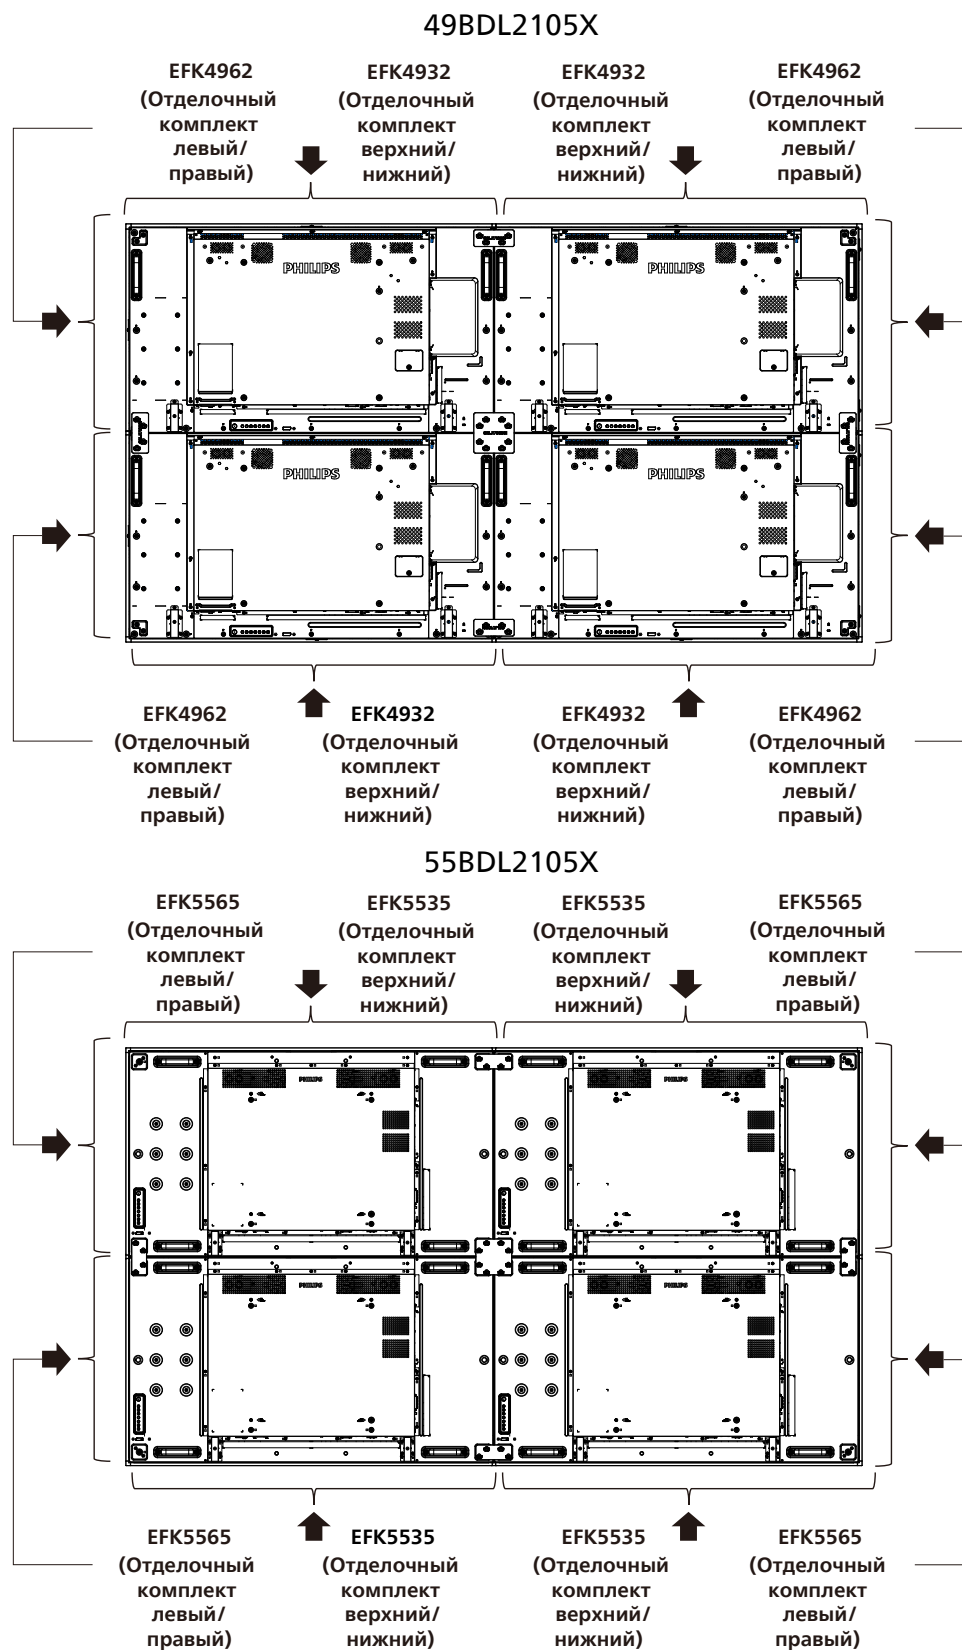 49BDL2105X
EFK4962
(Отделочный
комплект
левый/
правый)
EFK4932
(Отделочный
комплект
верхний/
нижний)
EFK4932
(Отделочный
комплект
верхний/
нижний)
EFK4962
(Отделочный
комплект
левый/
правый)
PHILIPS
PHILIPS
PHILIPS
PHILIPS
EFK4962
(Отделочный
комплект
левый/
правый)
EFK4932
(Отделочный
комплект
верхний/
нижний)
EFK4932
(Отделочный
комплект
верхний/
нижний)
EFK4962
(Отделочный
комплект
левый/
правый)
55BDL2105X
EFK5565
(Отделочный
комплект
левый/
правый)
EFK5535
(Отделочный
комплект
верхний/
нижний)
EFK5535
(Отделочный
комплект
верхний/
нижний)
EFK5565
(Отделочный
комплект
левый/
правый)
PHILIPS
PHILIPS
PHILIPS
PHILIPS
EFK5565
(Отделочный
комплект
левый/
правый)
EFK5535
(Отделочный
комплект
верхний/
нижний)
EFK5535
(Отделочный
комплект
верхний/
нижний)
EFK5565
(Отделочный
комплект
левый/
правый)